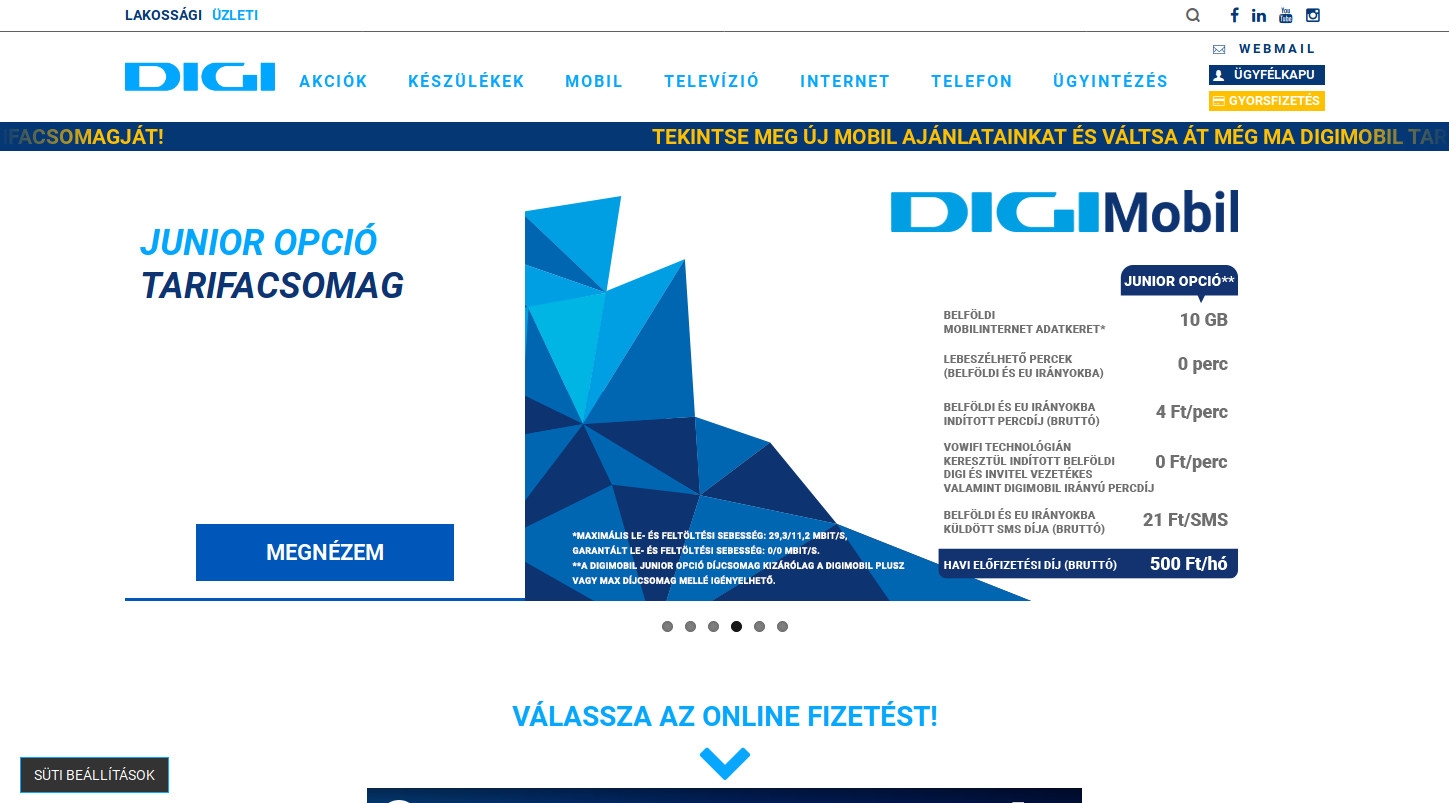 LAKOSSÁGI ÜZLETI
WEBMAIL
DIGI AKCIÓK KÉSZÜLÉKEK MOBIL TELEVÍZIÓ INTERNET TELEFON ÜGYINTÉZÉS
ÜGYFÉLKAPU
GYORSFIZETÉS
IFACSOMAGJÁT! TEKINTSE MEG ÚJ MOBIL AJÁNLATAINKAT ÉS VÁLTSA ÁT MÉG MA DIGIMOBIL TAR
DIGIMobil
JUNIOR OPCIÓ
TARIFACSOMAG
JUNIOR OPCIÓ**
BELFÖLDI
MOBILINTERNET ADATKERET* 10 GB
LEBESZÉLHETŐ PERCEK
(BELFÖLDI ÉS EU IRÁNYOKBA) 0 perc
BELFÖLDI ÉS EU IRÁNYOKBA
INDÍTOTT PERCDÍJ (BRUTTÓ) 4 Ft/perc
VOWIFI TECHNOLÓGIÁN
KERESZTÜL INDÍTOTT BELFÖLDI 0 Ft/perc
DIGI ÉS INVITEL VEZETÉKES
VALAMINT DIGIMOBIL IRÁNYÚ PERCDÍJ
BELFÖLDI ÉS EU IRÁNYOKBA
KÜLDÖTT SMS DÍJA (BRUTTÓ) 21 Ft/SMS
HAVI ELŐFIZETÉSI DÍJ (BRUTTÓ) 500 Ft/hó
MEGNÉZEM
*MAXIMÁLIS LE- ÉS FELTÖLTÉSI SEBESSÉG: 29,3/11,2 MBIT/S,
GARANTÁLT LE- ÉS FELTÖLTÉSI SEBESSÉG: 0/0 MBIT/S.
**A DIGIMOBIL JUNIOR OPCIÓ DÍJCSOMAG KIZÁRÓLAG A DIGIMOBIL PLUSZ
VAGY MAX DÍJCSOMAG MELLÉ IGÉNYELHETŐ.
VÁLASSZA AZ ONLINE FIZETÉST!
SÜTI BEÁLLÍTÁSOK